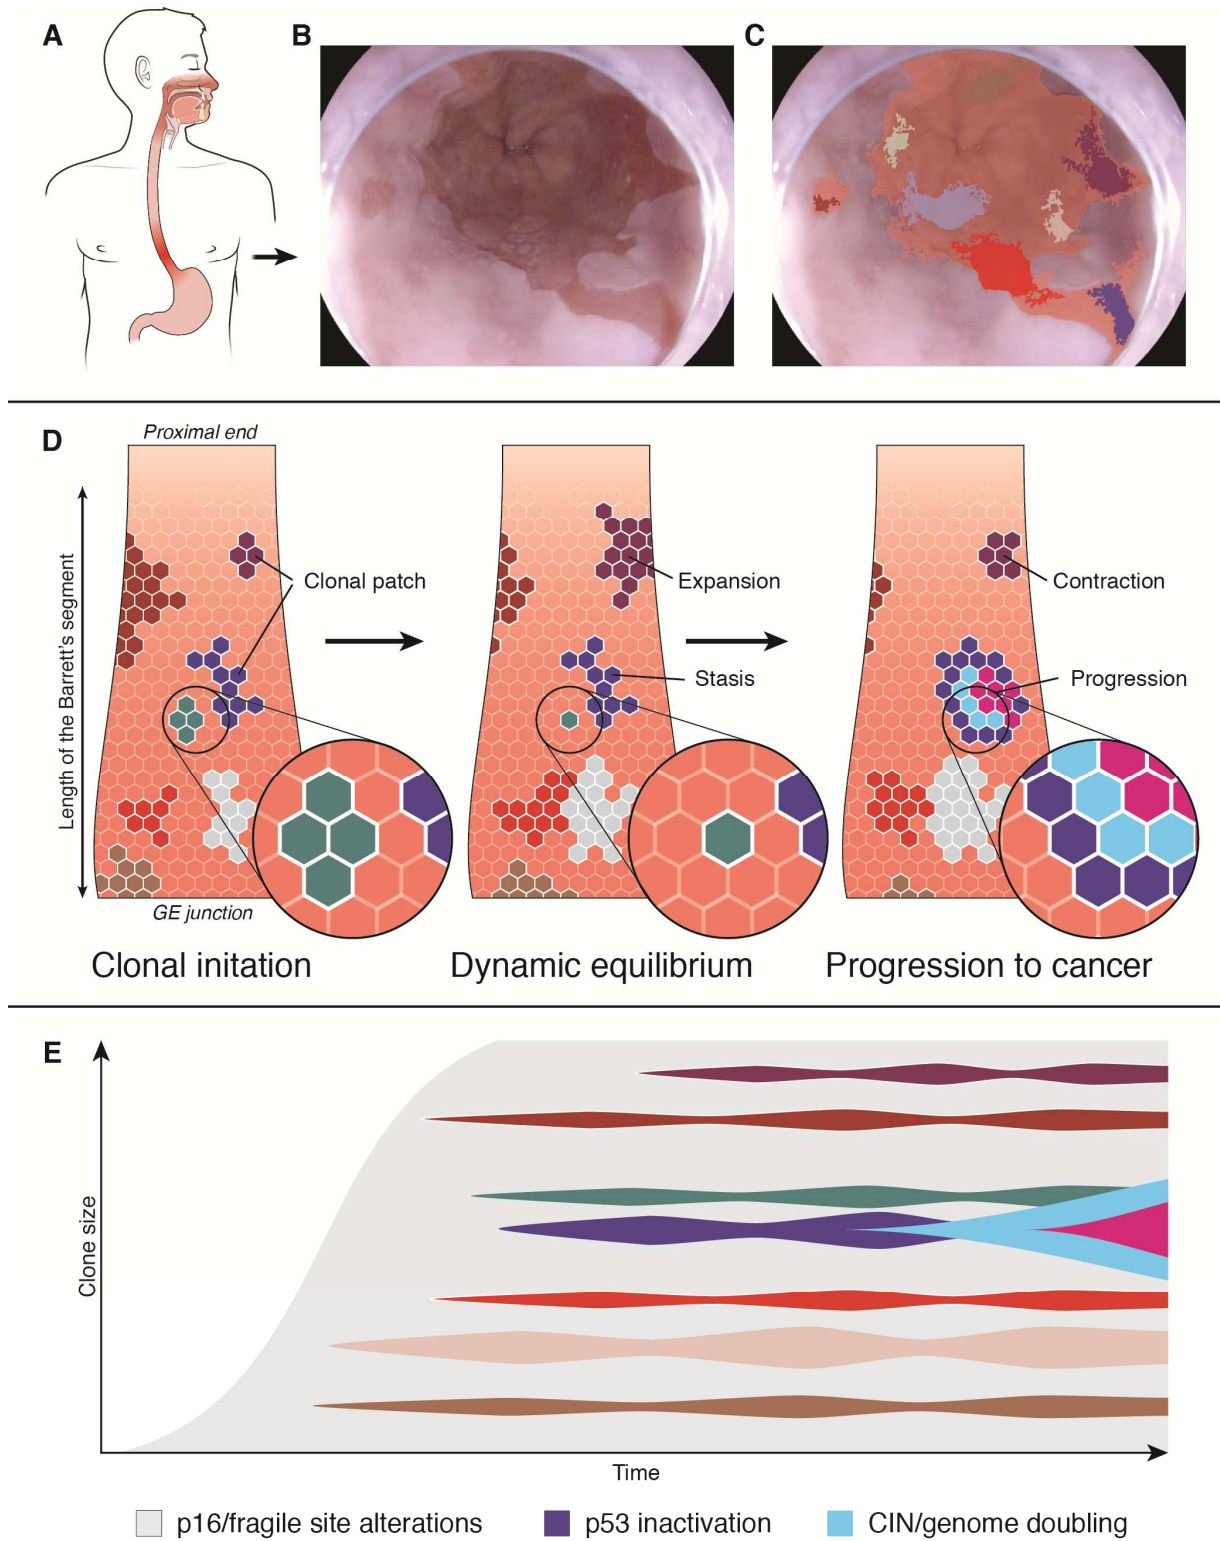 A
B
C
D
Proximal end
Length of the Barrett's segment
Clonal patch
Expansion
Stasis
Contraction
Progression
GE junction
Clonal initation
Dynamic equilibrium
Progression to cancer
E
Clone size
Time
p16/fragile site alterations
p53 inactivation
CIN/genome doubling